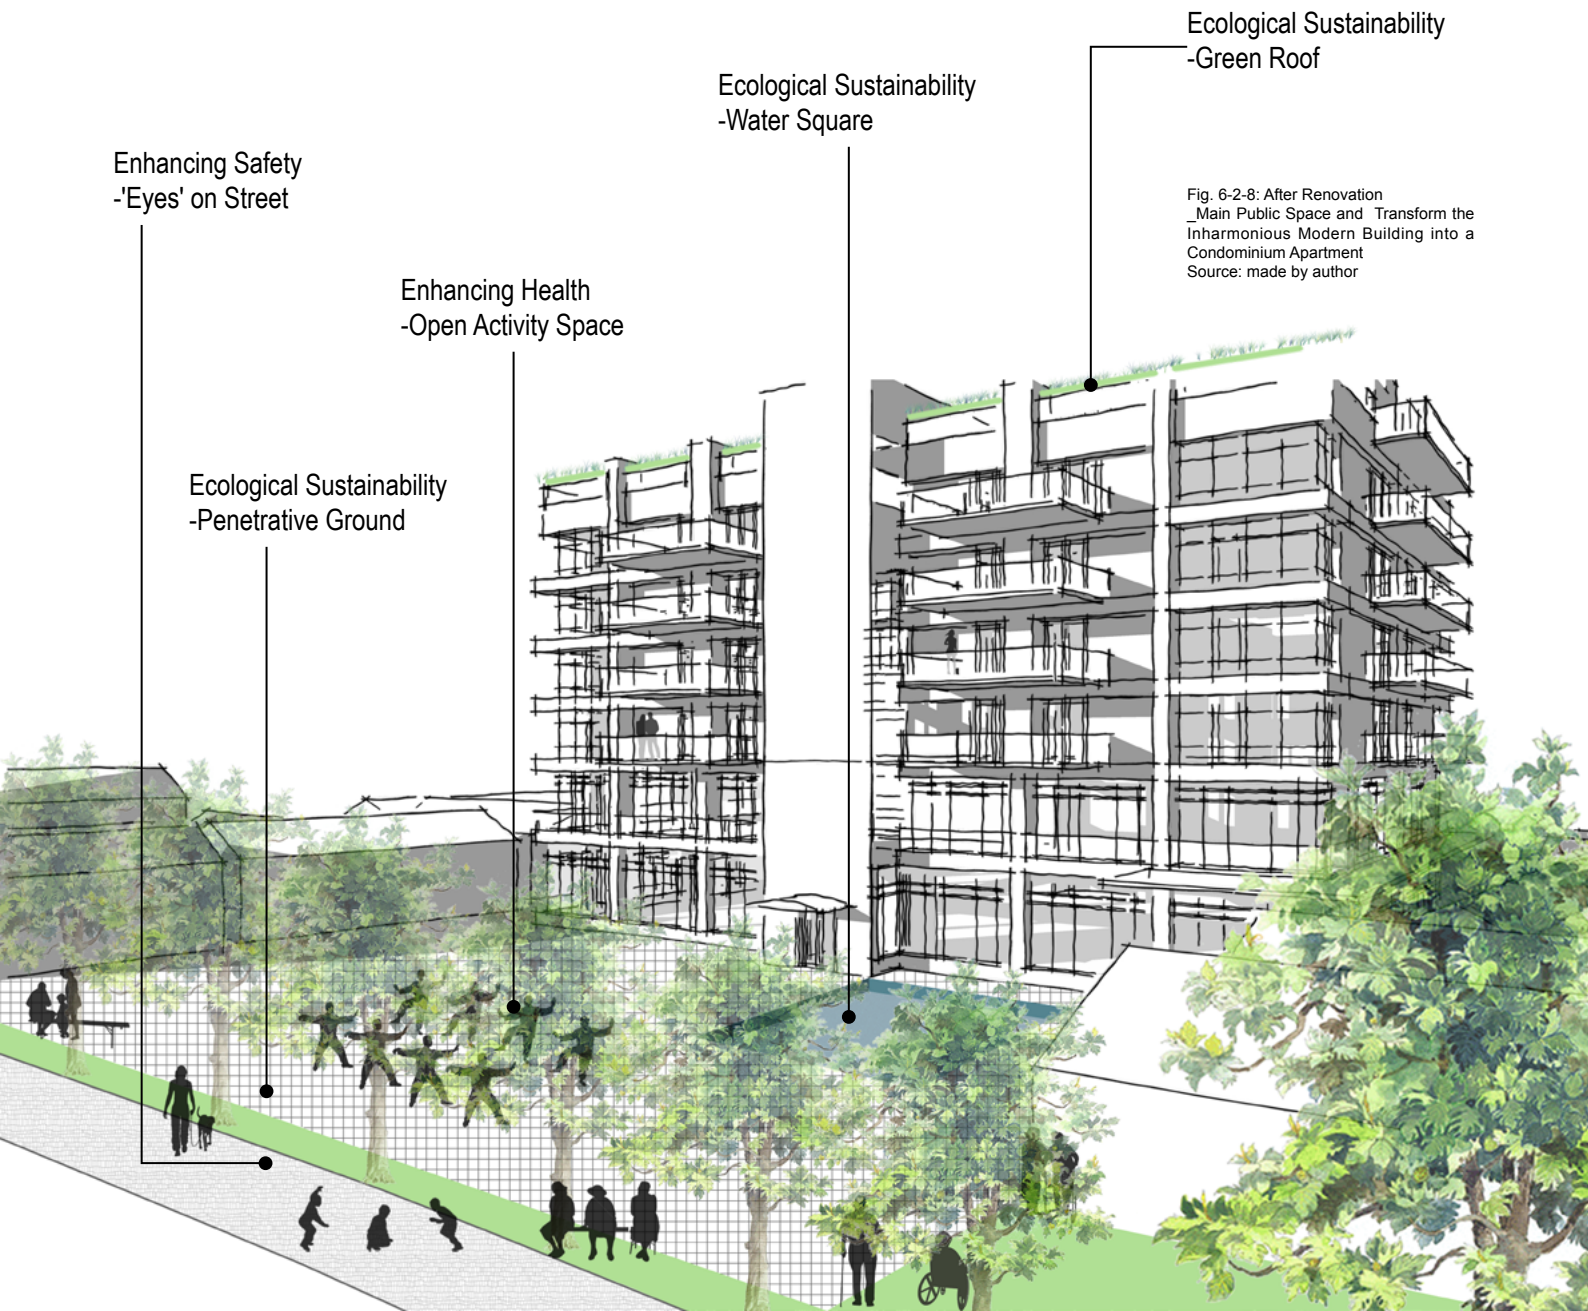 Ecological Sustainability
-Green Roof
Ecological Sustainability
-Water Square
Enhancing Safety
-'Eyes' on Street
Fig. 6-2-8: After Renovation
_Main Public Space and Transform the
Inharmonious Modern Building into a
Condominium Apartment
Source: made by author
Enhancing Health
-Open Activity Space
Ecological Sustainability
-Penetrative Ground